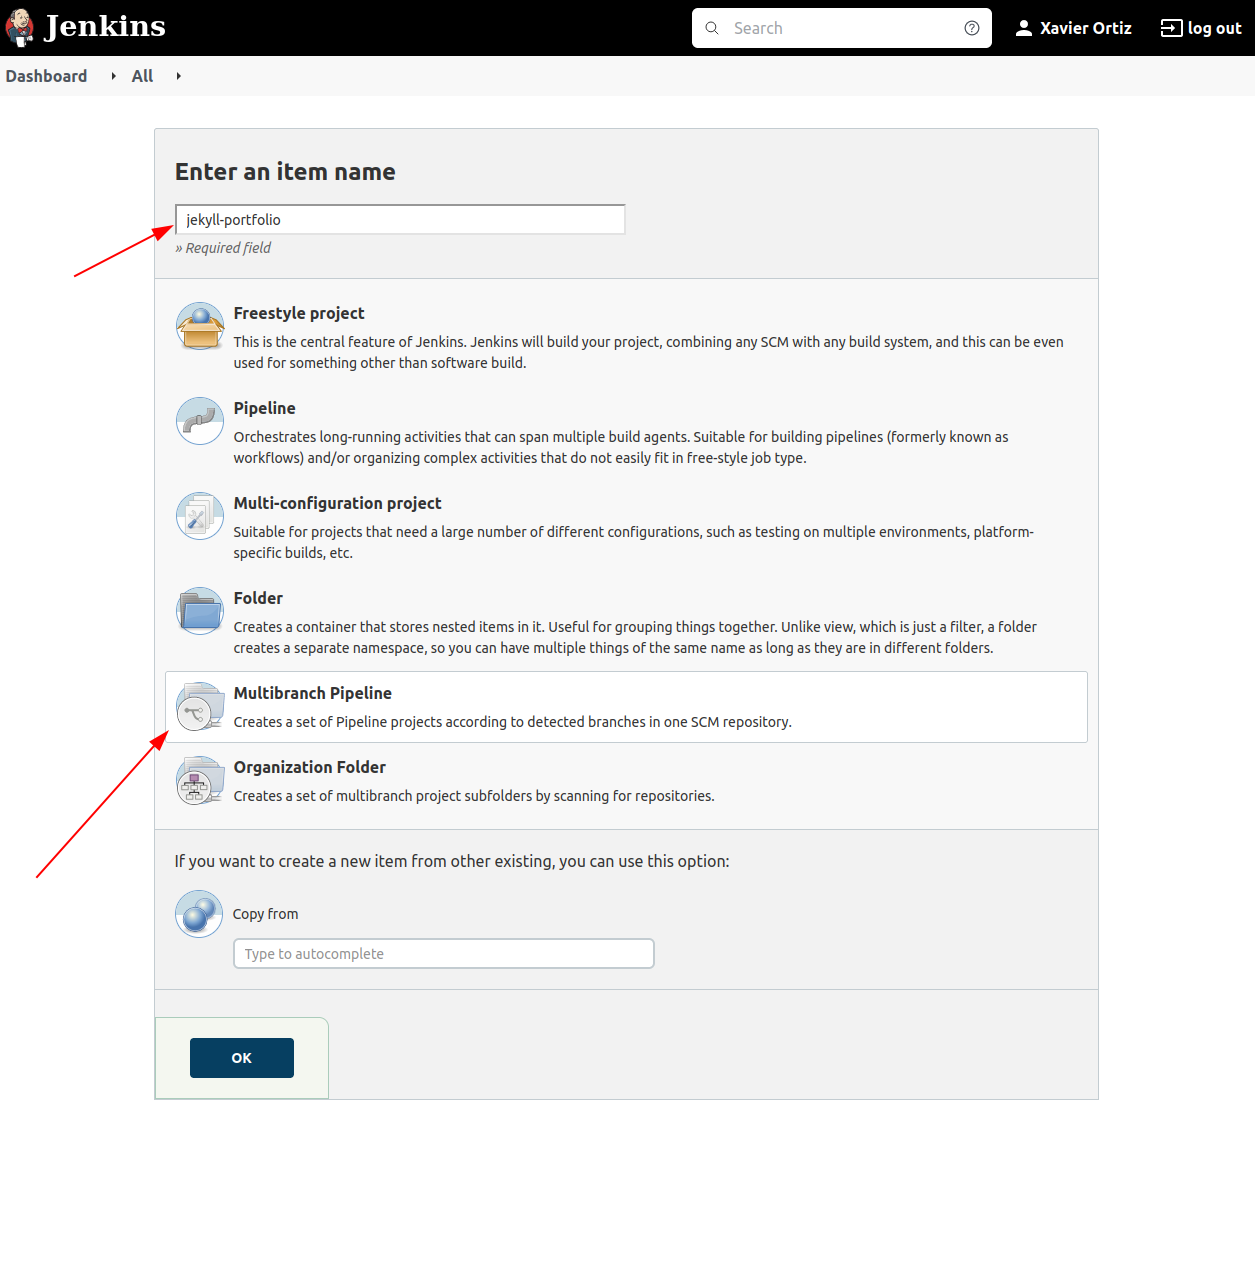 Jenkins
Search
Xavier Ortiz
log out
Dashboard
All
Enter an item name
jekyll-portfolio
» Required field
Freestyle project
This is the central feature of Jenkins. Jenkins will build your project, combining any SCM with any build system, and this can be even
used for something other than software build.
Pipeline
Orchestrates long-running activities that can span multiple build agents. Suitable for building pipelines (formerly known as
workflows) and/or organizing complex activities that do not easily fit in free-style job type.
Multi-configuration project
Suitable for projects that need a large number of different configurations, such as testing on multiple environments, platform-
specific builds, etc.
Folder
Creates a container that stores nested items in it. Useful for grouping things together. Unlike view, which is just a filter, a folder
creates a separate namespace, so you can have multiple things of the same name as long as they are in different folders.
Multibranch Pipeline
Creates a set of Pipeline projects according to detected branches in one SCM repository.
Organization Folder
Creates a set of multibranch project subfolders by scanning for repositories.
If you want to create a new item from other existing, you can use this option:
Copy from
Type to autocomplete
OK